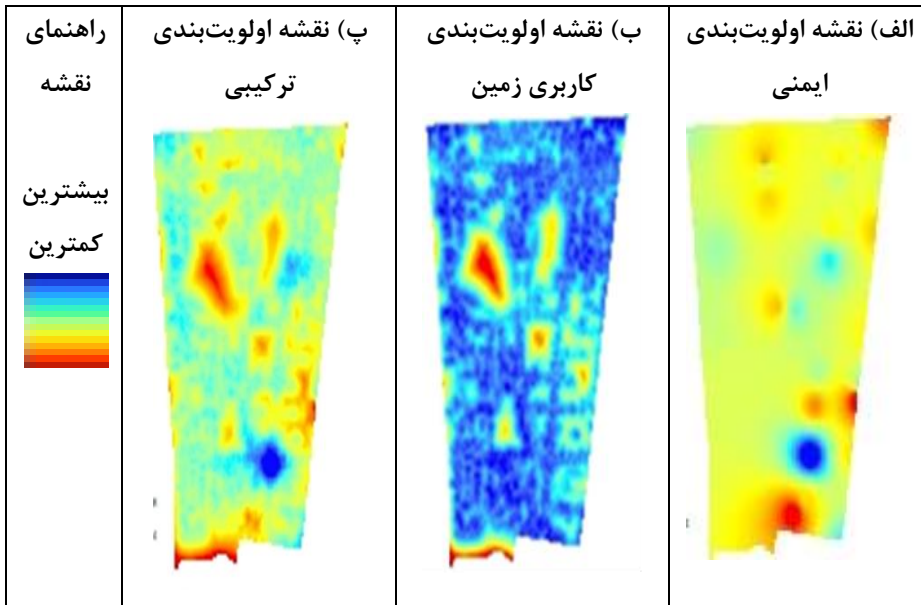 الف) نقشه اولویت‌بندی
ایمنی
ب) نقشه اولویت‌بندی
کاربری زمین
پ) نقشه اولویت‌بندی
ترکیبی
راهنمای
نقشه
بیشترین
کمترین